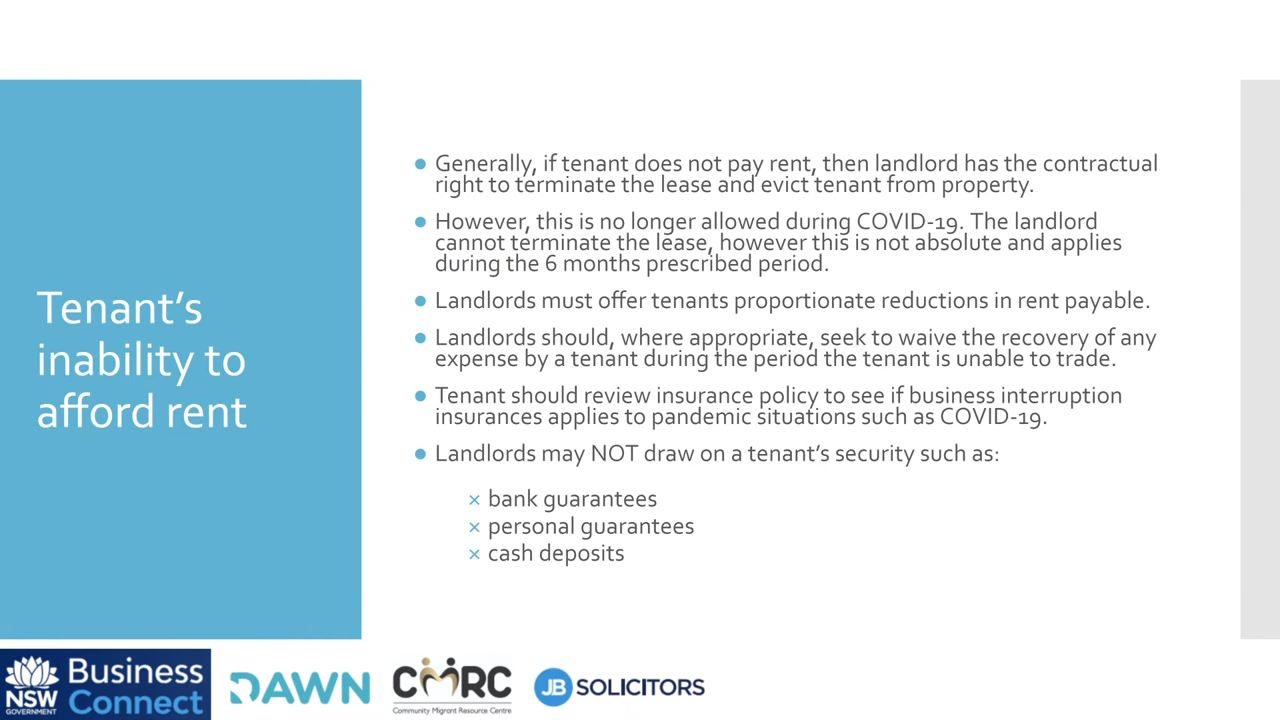 Tenant's
inability to
afford rent
Generally, if tenant does not pay rent, then landlord has the contractual
right to terminate the lease and evict tenant from property.
However, this is no longer allowed during COVID-19. The landlord
cannot terminate the lease, however this is not absolute and applies
during the 6 months prescribed period.
Landlords must offer tenants proportionate reductions in rent payable.
Landlords should, where appropriate, seek to waive the recovery of any
expense by a tenant during the period the tenant is unable to trade.
Tenant should review insurance policy to see if business interruption
insurances applies to pandemic situations such as COVID-19.
Landlords may NOT draw on a tenant's security such as:
bank guarantees
personal guarantees
cash deposits
NSW
GOVERNMENT
Business
Connect
DAWN
CMRC
Community Migrant Resource Centre
JB SOLICITORS